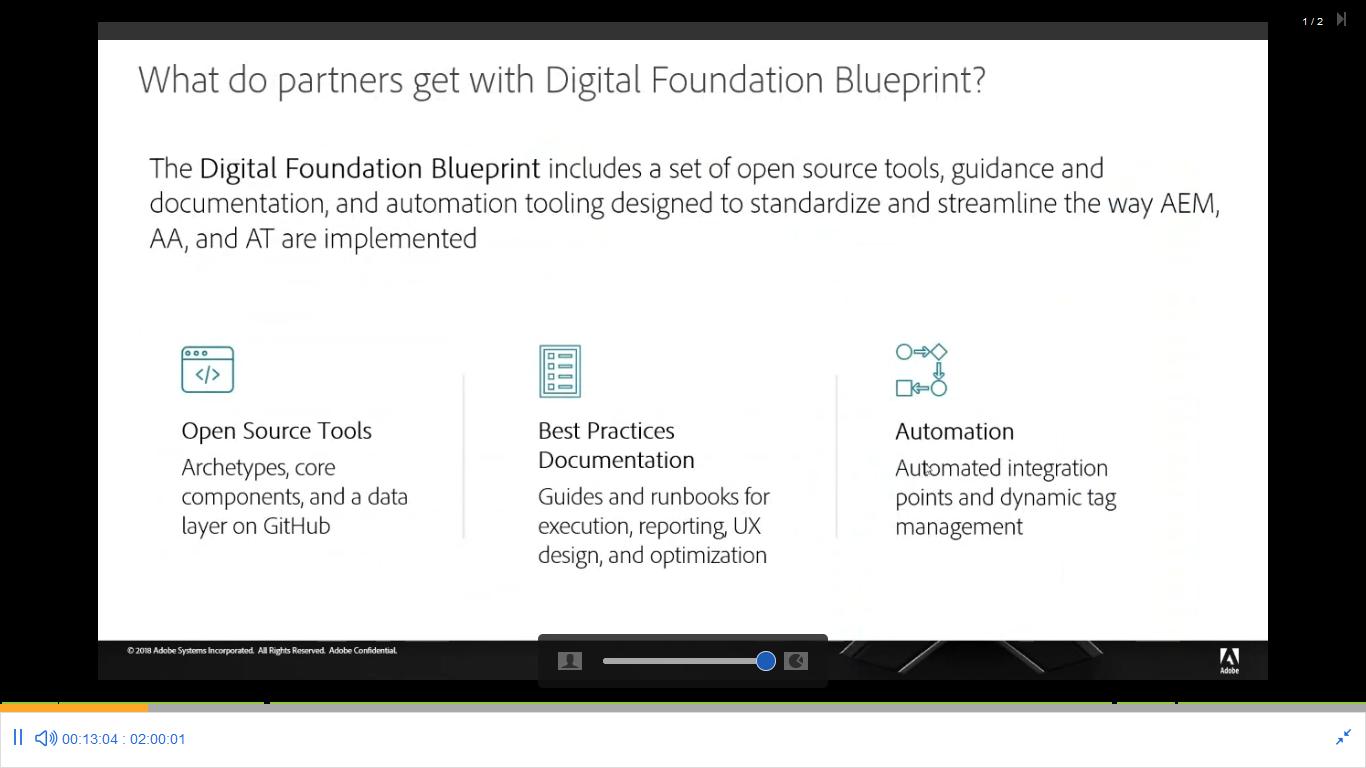 1 / 2
What do partners get with Digital Foundation Blueprint?
The Digital Foundation Blueprint includes a set of open source tools, guidance and
documentation, and automation tooling designed to standardize and streamline the way AEM,
AA, and AT are implemented
</>
Open Source Tools
Archetypes, core
components, and a data
layer on GitHub
Best Practices
Documentation
Guides and runbooks for
execution, reporting, UX
design, and optimization
Automation
Automated integration
points and dynamic tag
management
© 2018 Adobe Systems Incorporated. All Rights Reserved. Adobe Confidential.
Adobe
00:13:04 : 02:00:01